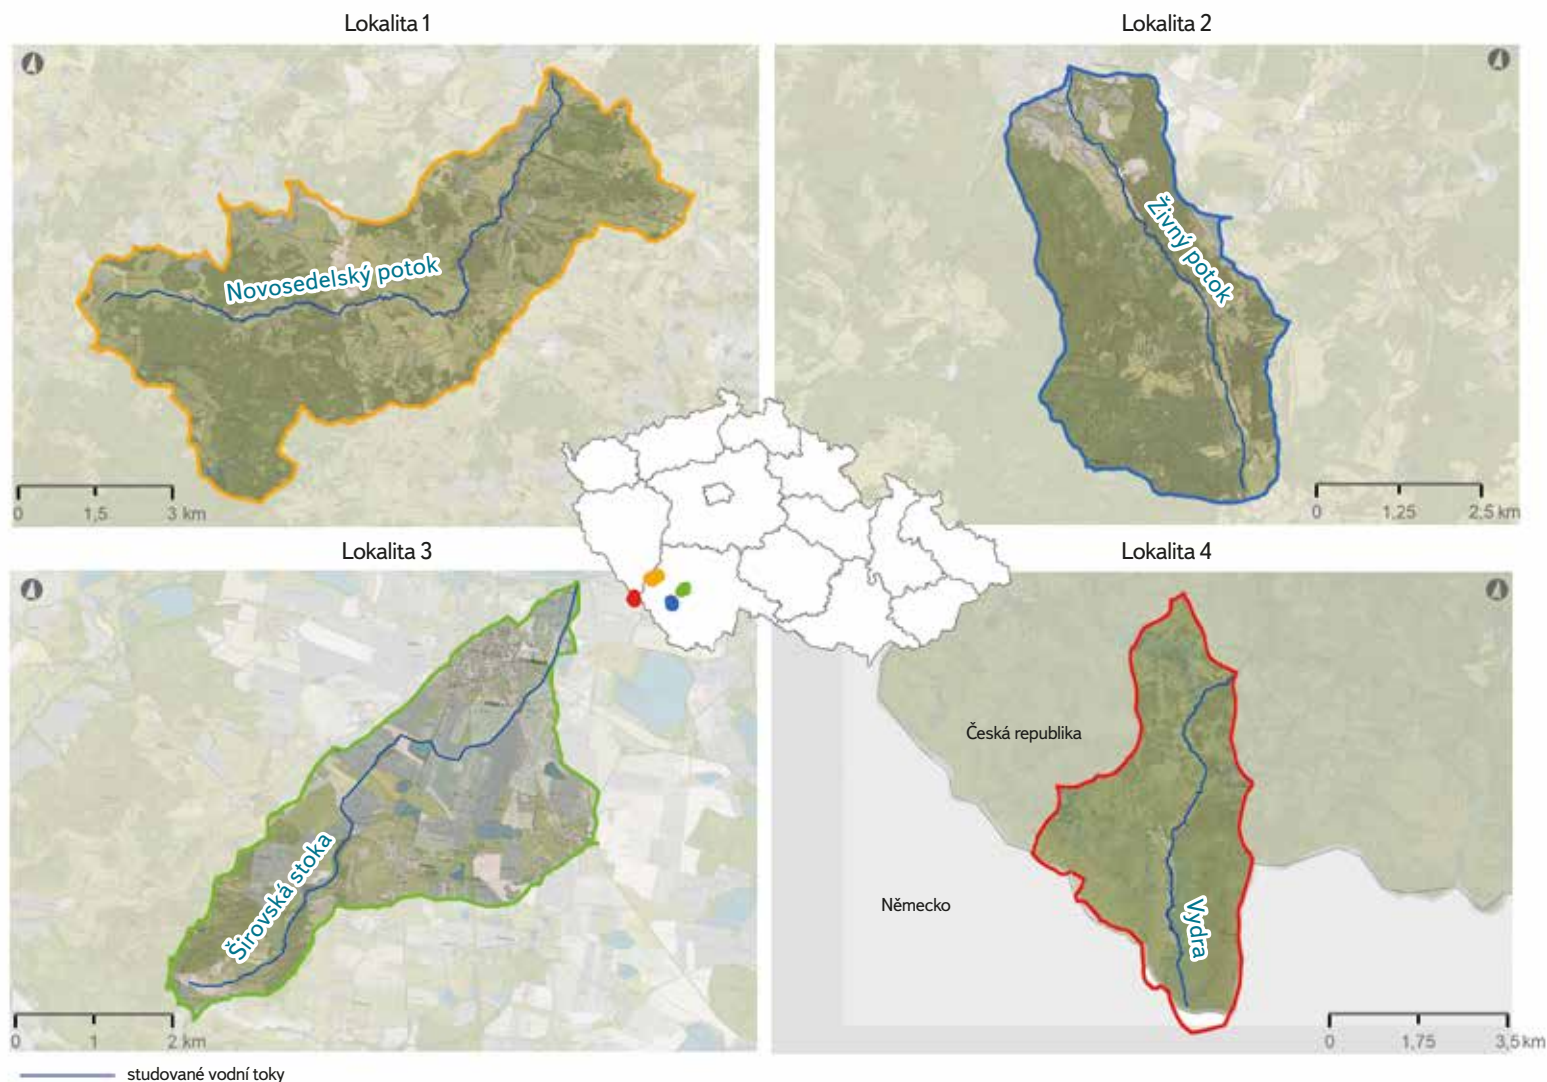 Lokalita 1
Lokalita 2
Novosedelský potok
Živný potok
0 1,5 3 km
0 1,25 2,5 km
Lokalita 3
Lokalita 4
Širovská stoka
Česká republika
Německo
Vydra
0 1 2 km
0 1,75 3,5 km
studované vodní toky